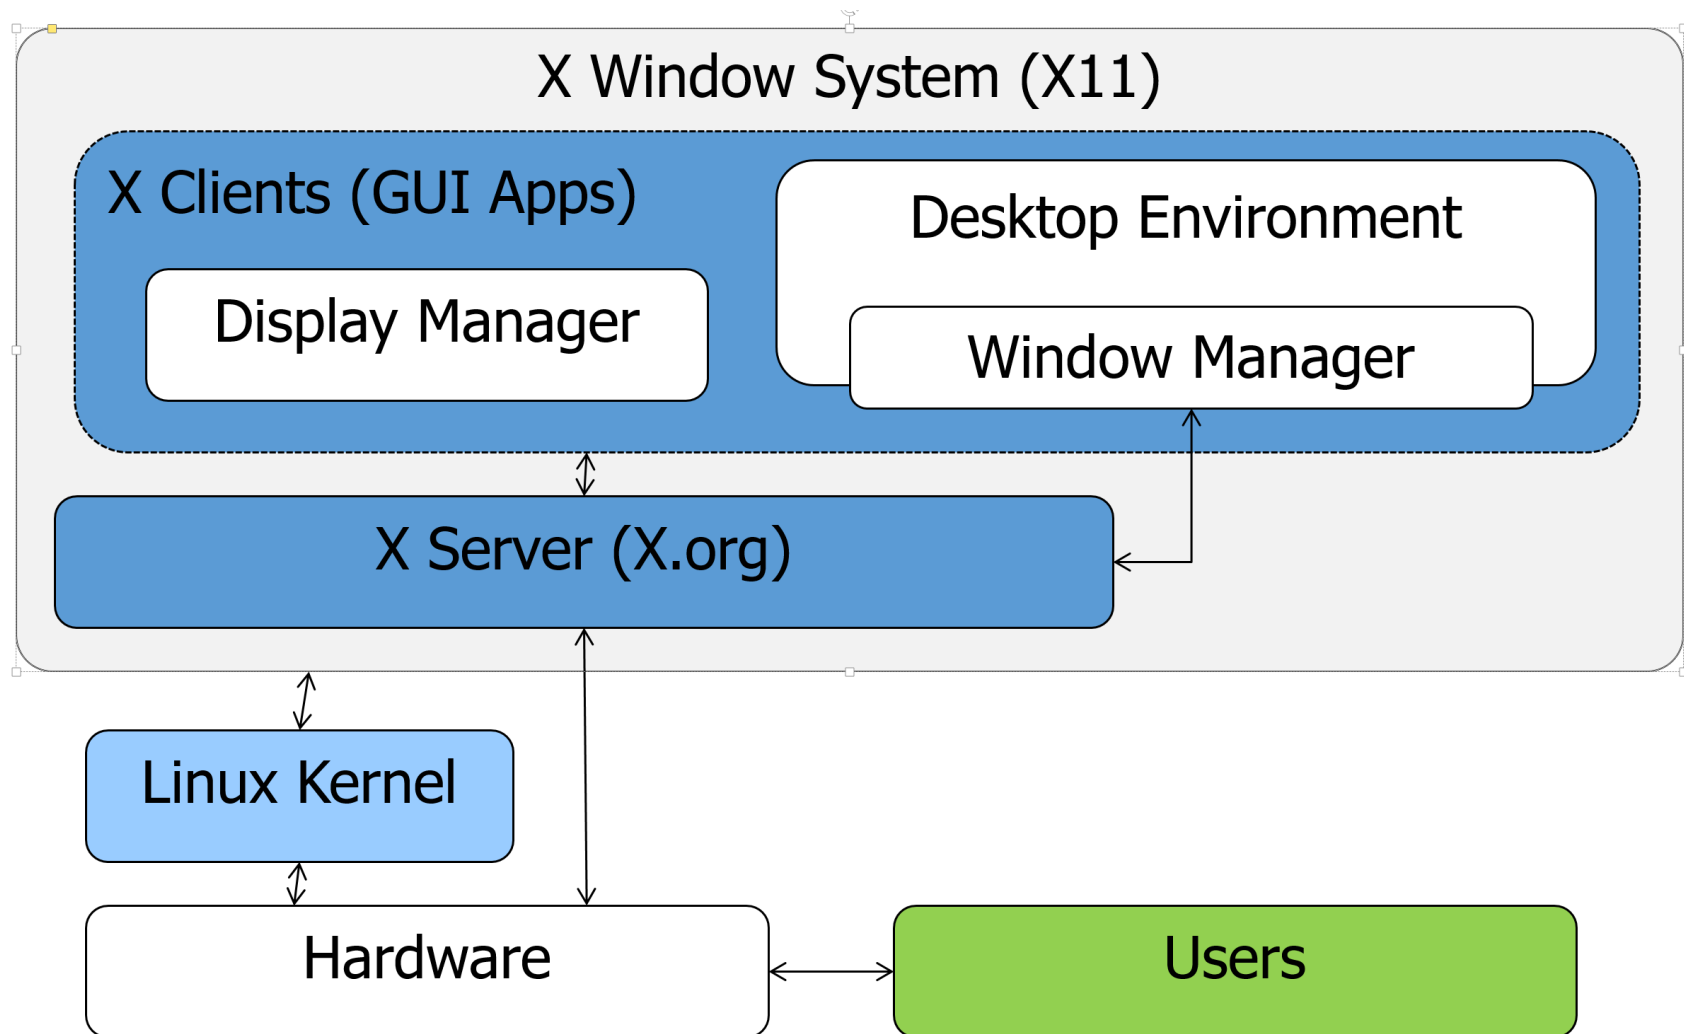 X Window System (X11)
X Clients (GUI Apps)
Desktop Environment
Display Manager
Window Manager
X Server (X.org)
Linux Kernel
Hardware
Users